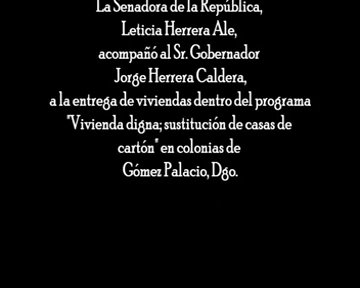 La Senadora de la República,
Leticia Herrera Ale,
acompañó al Sr. Gobernador
Jorge Herrera Caldera,
a la entrega de viviendas dentro del programa
"Vivienda digna; sustitución de casas de
cartón" en colonias de
Gómez Palacio, Dgo.